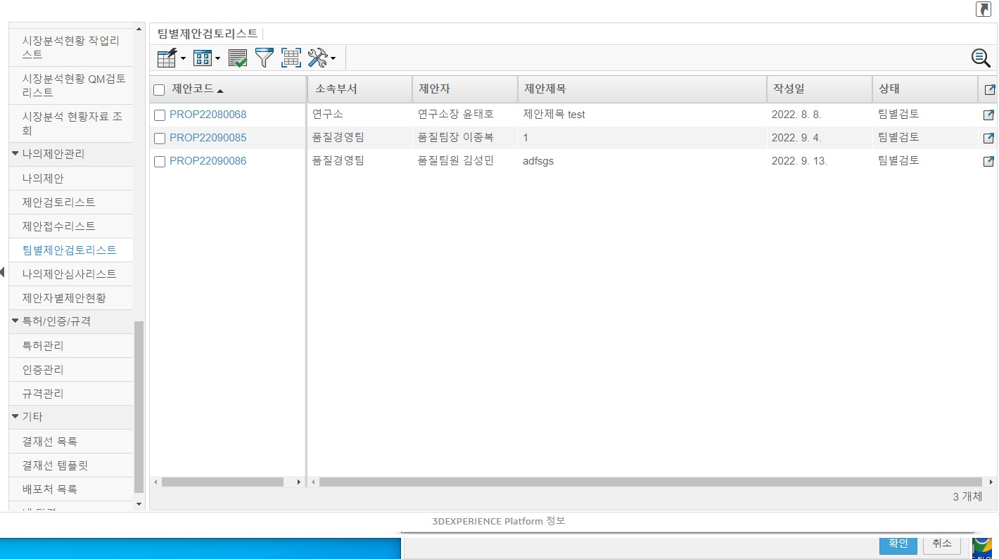 시장분석현황 작업리
스트
시장분석현황 QM검토
리스트
시장분석 현황자료 조
회
나의제안관리
나의제안
제안검토리스트
제안접수리스트
팀별제안검토리스트
나의제안심사리스트
제안자별제안현황
특허/인증/규격
특허관리
인증관리
규격관리
기타
결재선 목록
결재선 템플릿
배포처 목록
팀별제안검토리스트
제안코드 소속부서 제안자 제안제목 작성일 상태
PROP22080068 연구소 연구소장 윤태호 제안제목 test 2022. 8. 8. 팀별검토
PROP22090085 품질경영팀 품질팀장 이중복 1 2022. 9. 4. 팀별검토
PROP22090086 품질경영팀 품질팀원 김성민 adfsgs 2022. 9. 13. 팀별검토
3 개체
3DEXPERIENCE Platform 정보
확인 취소